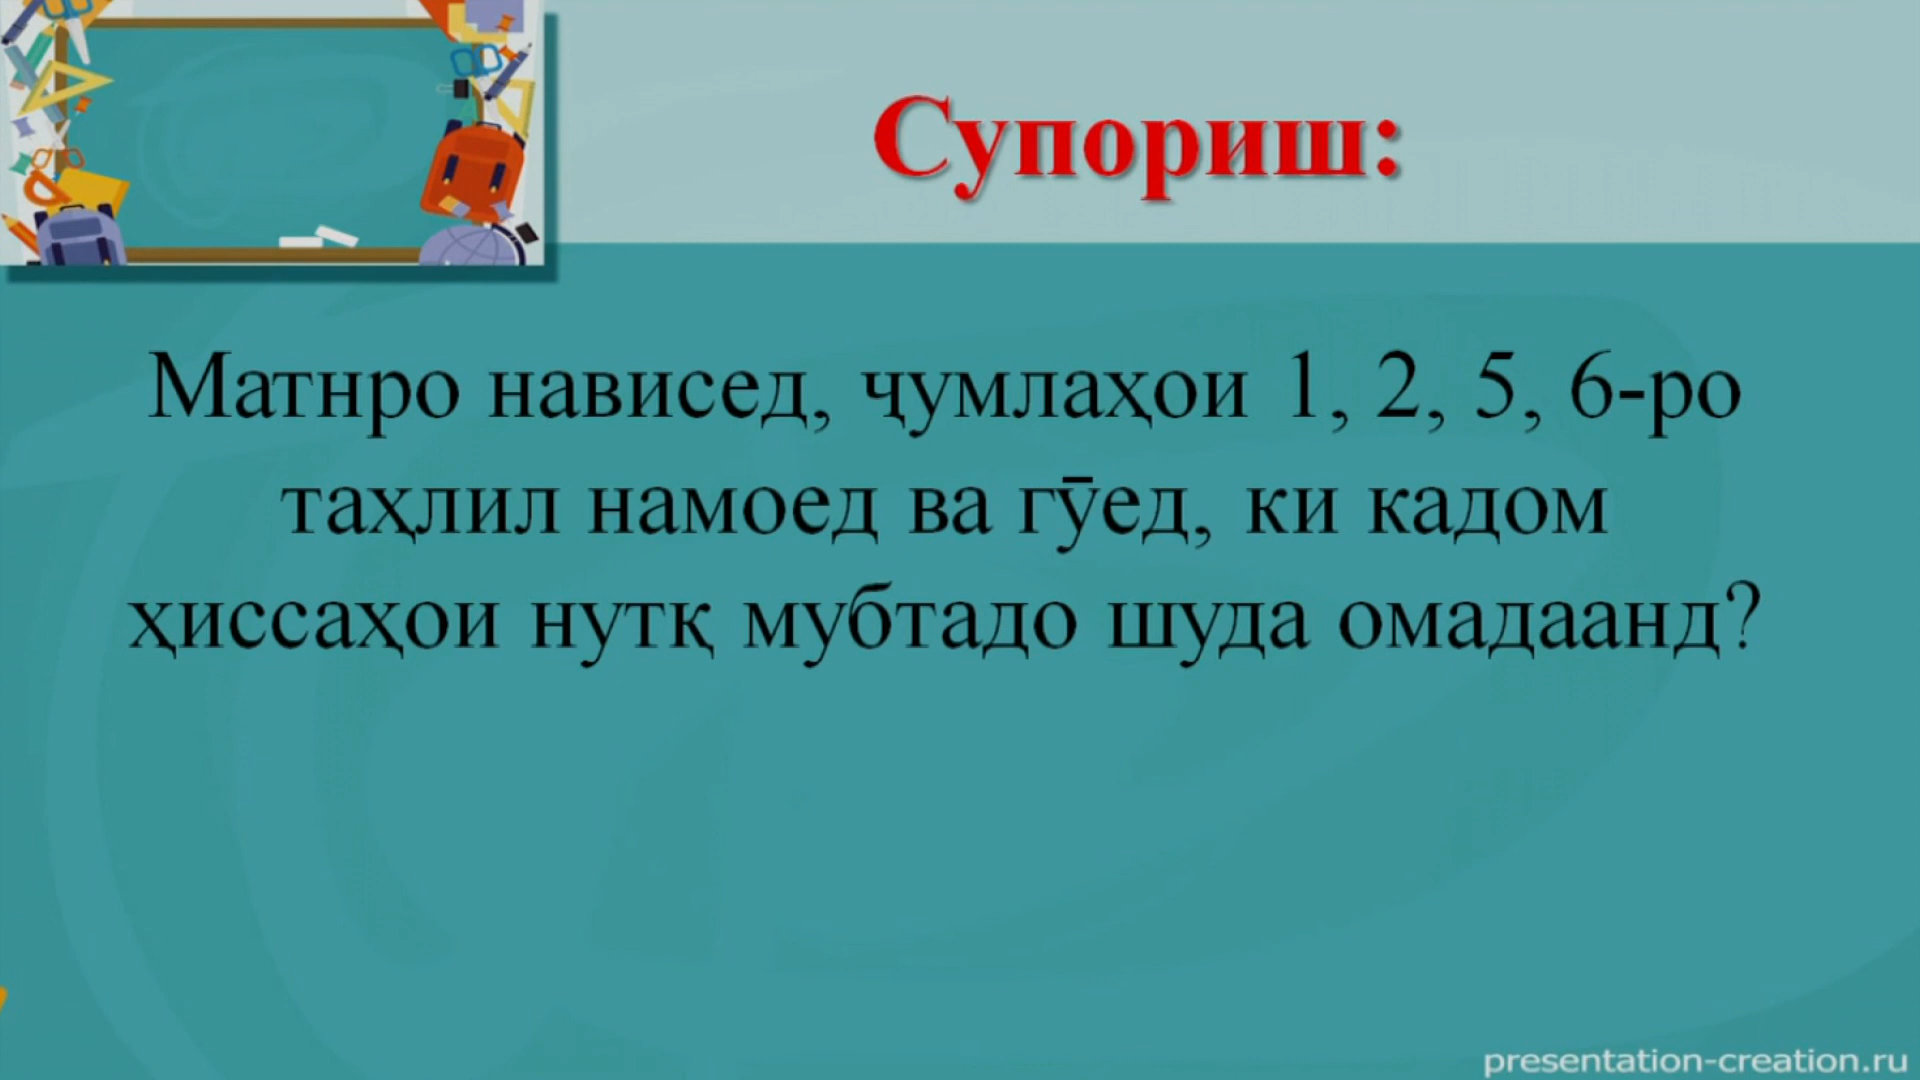 Супориш:
Матнро нависед, ҷумлаҳои 1, 2, 5, 6-ро
таҳлил намоед ва гӯед, ки кадом
ҳиссаҳои нутқ мубтадо шуда омадаанд?
presentation-creation.ru